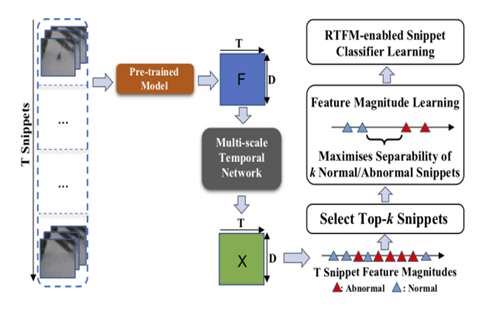 T Snippets
...
...
Pre-trained
Model
T
F
D
Multi-scale
Temporal
Network
T
X
D
RTFM-enabled Snippet
Classifier Learning
Feature Magnitude Learning
Maximises Separability of
k Normal/Abnormal Snippets
Select Top-k Snippets
T Snippet Feature Magnitudes
: Abnormal : Normal